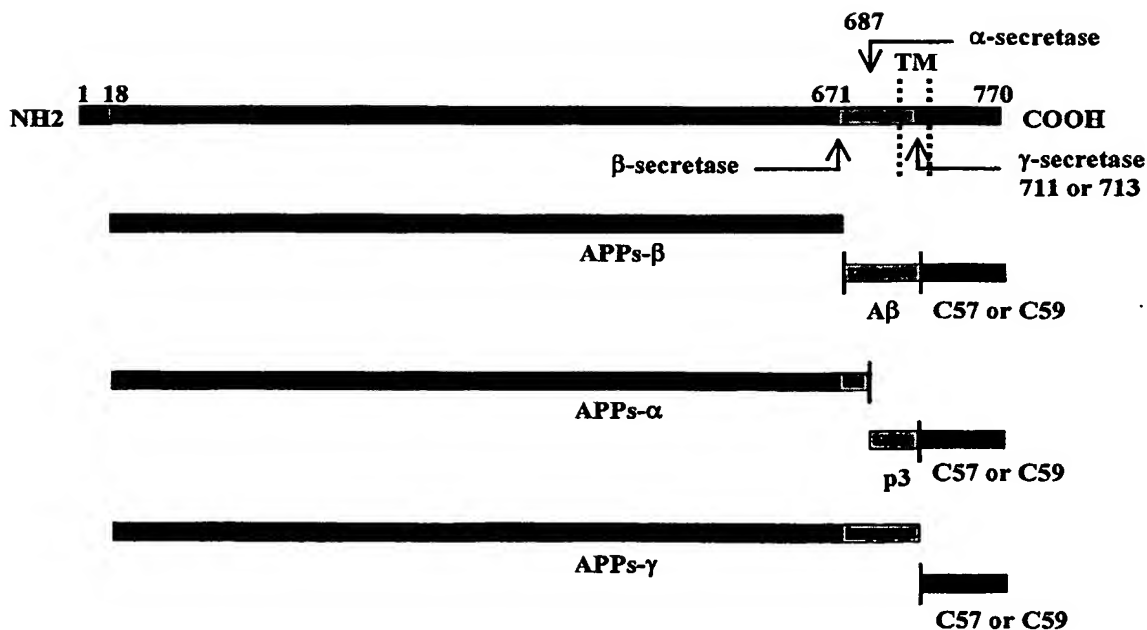 687
α-secretase
TM
1 18 671 770
NH2 COOH
β-secretase γ-secretase
711 or 713
APPs-β
Aβ C57 or C59
APPs-α
p3 C57 or C59
APPs-γ
C57 or C59